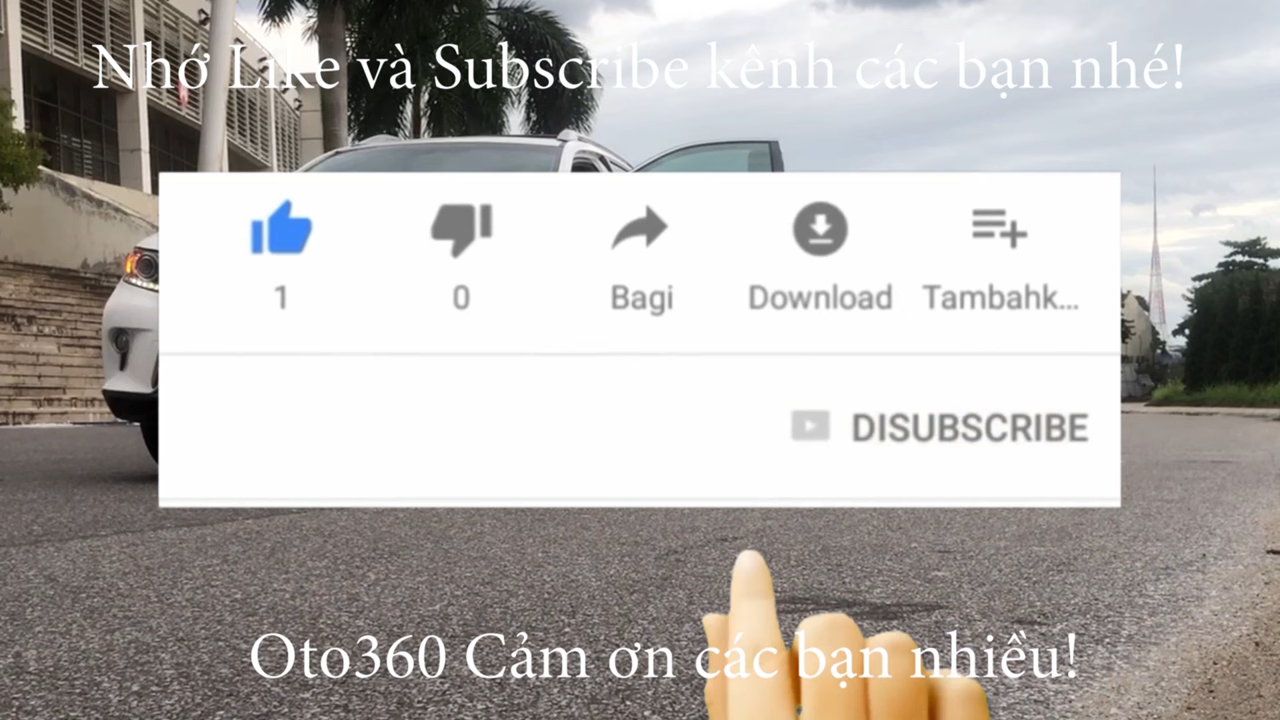 Nhớ Like và Subscribe kênh các bạn nhé!
1 0 Bagi Download Tambahk...
DISUBSCRIBE
Oto360 Cảm ơn các bạn nhiều!